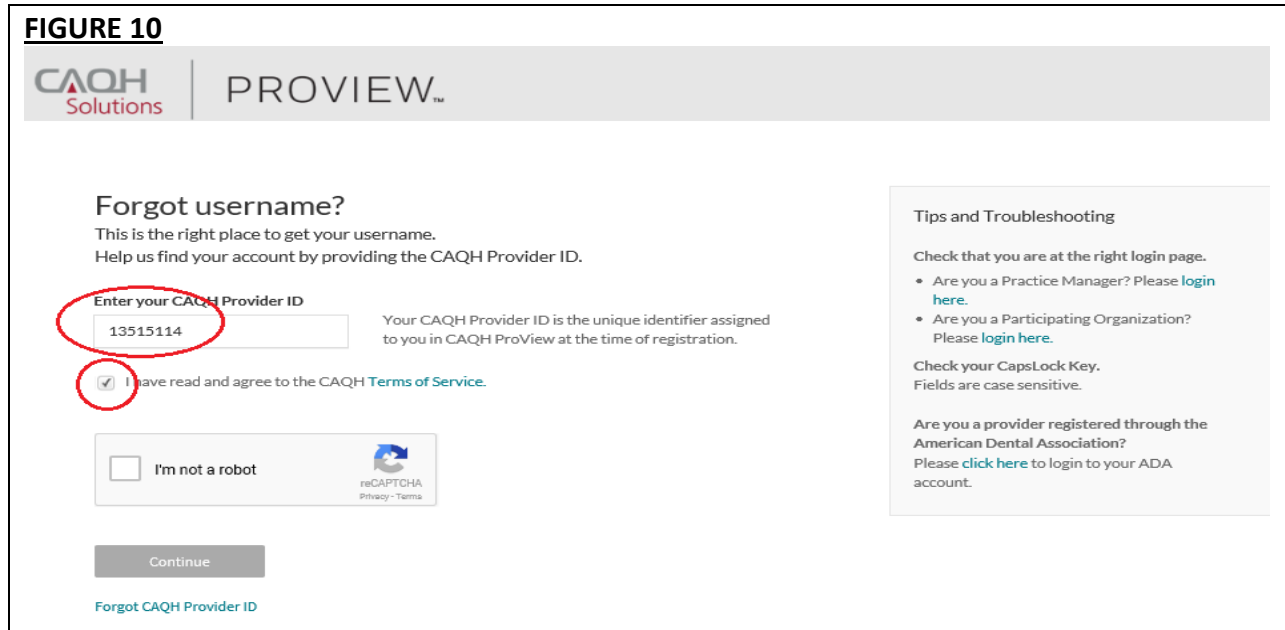 FIGURE 10
CAQH
Solutions
PROVIEW™
Forgot username?
This is the right place to get your username.
Help us find your account by providing the CAQH Provider ID.
Enter your CAQH Provider ID
13515114
Your CAQH Provider ID is the unique identifier assigned
to you in CAQH ProView at the time of registration.
I have read and agree to the CAQH Terms of Service.
I'm not a robot
reCAPTCHA
Privacy - Terms
Continue
Forgot CAQH Provider ID
Tips and Troubleshooting
Check that you are at the right login page.
• Are you a Practice Manager? Please login
here.
• Are you a Participating Organization?
Please login here.
Check your CapsLock Key.
Fields are case sensitive.
Are you a provider registered through the
American Dental Association?
Please click here to login to your ADA
account.